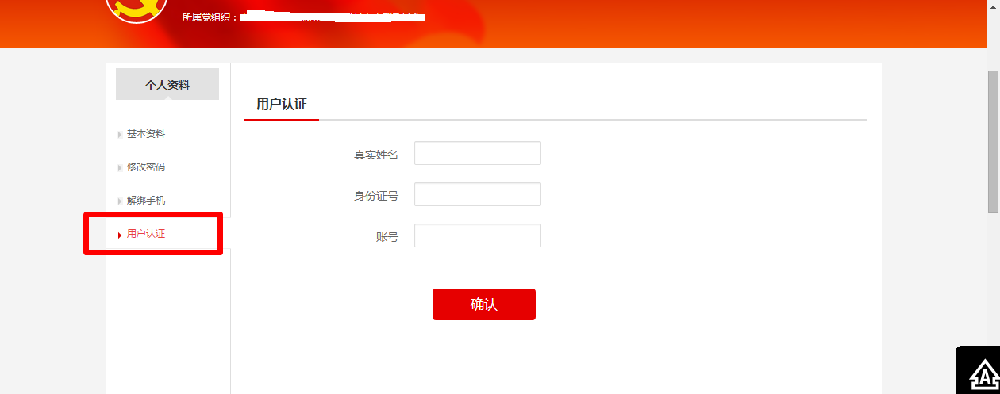 所属党组织：
个人资料
基本资料
修改密码
解绑手机
用户认证
用户认证
真实姓名
身份证号
账号
确认
A